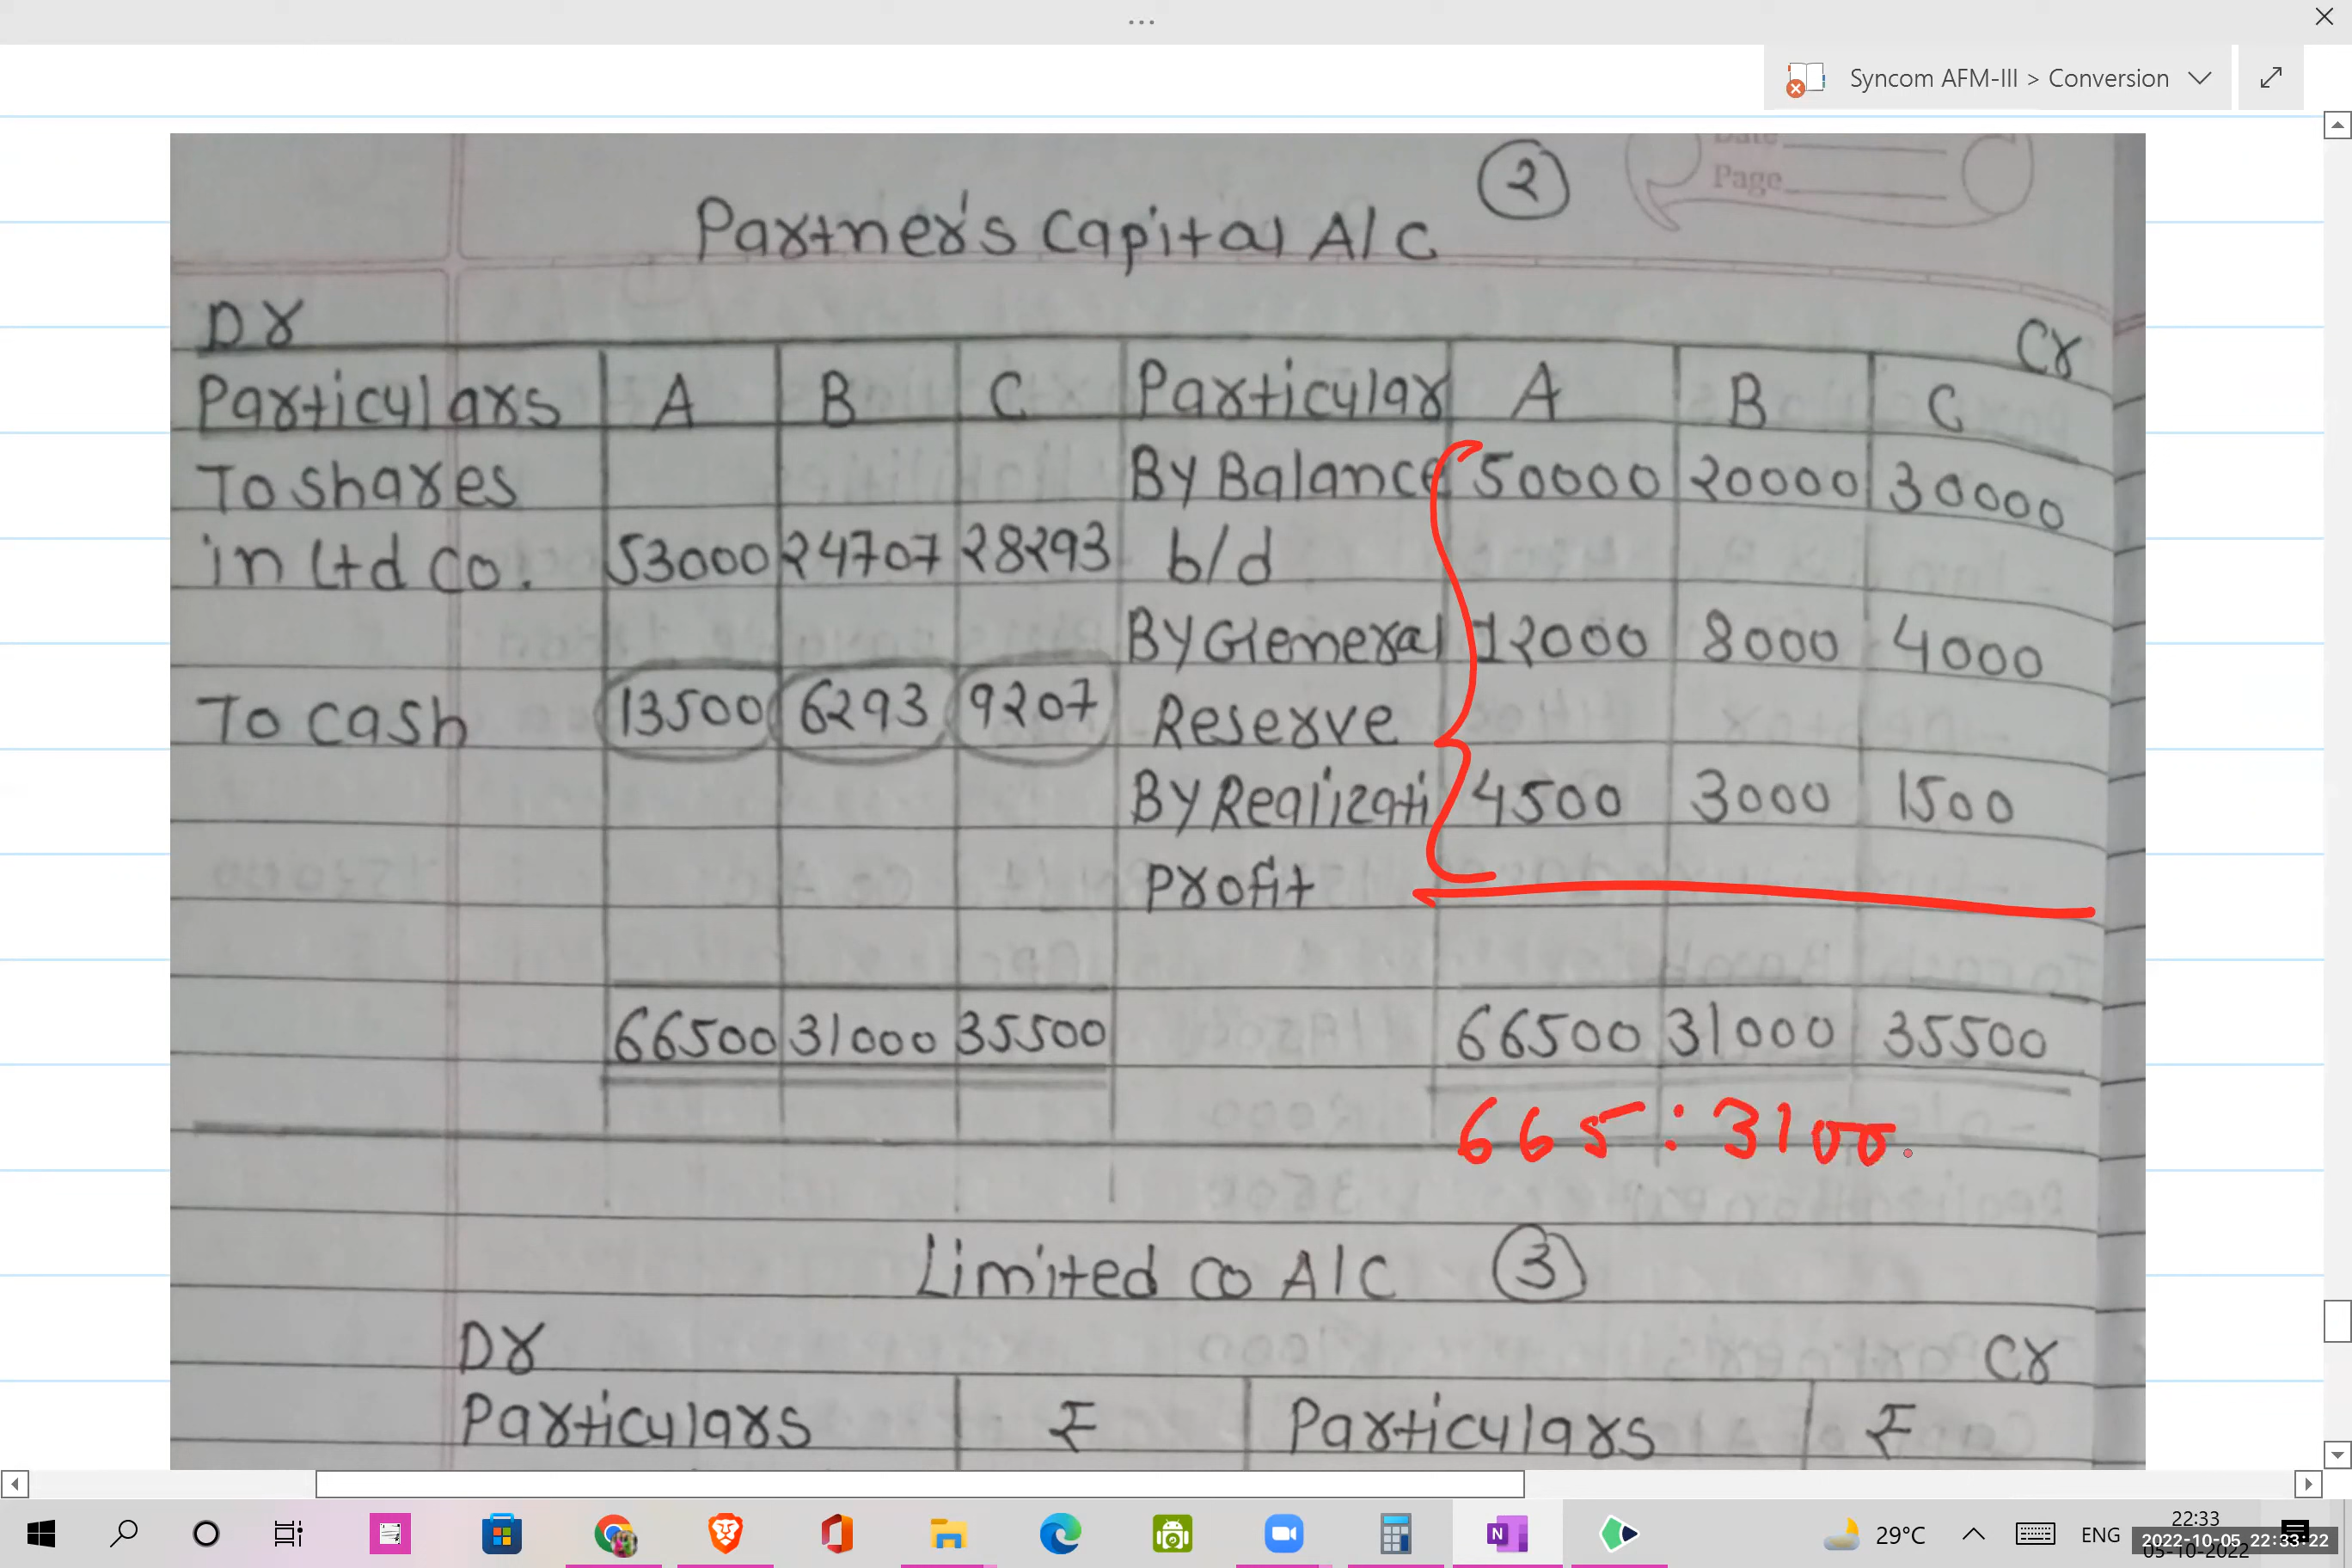 Syncom AFM-III > Conversion
Date
Page
2
Partner's Capital A/C
Dr
Cr
Particulars A B C Particular A B C
To shares By Balance 50000 20000 30000
in Ltd Co. 53000 24707 28293 b/d
By General 12000 8000 4000
To cash 13500 6293 9207 Reserve
By Realizati 4500 3000 1500
profit
66500 31000 35500 66500 31000 35500
665 : 3100
Limited Co A/C 3
Dr Cr
Particulars ₹ Particulars ₹
29°C ENG 22:33
2022-10-05_22:33:22
05-10-2022